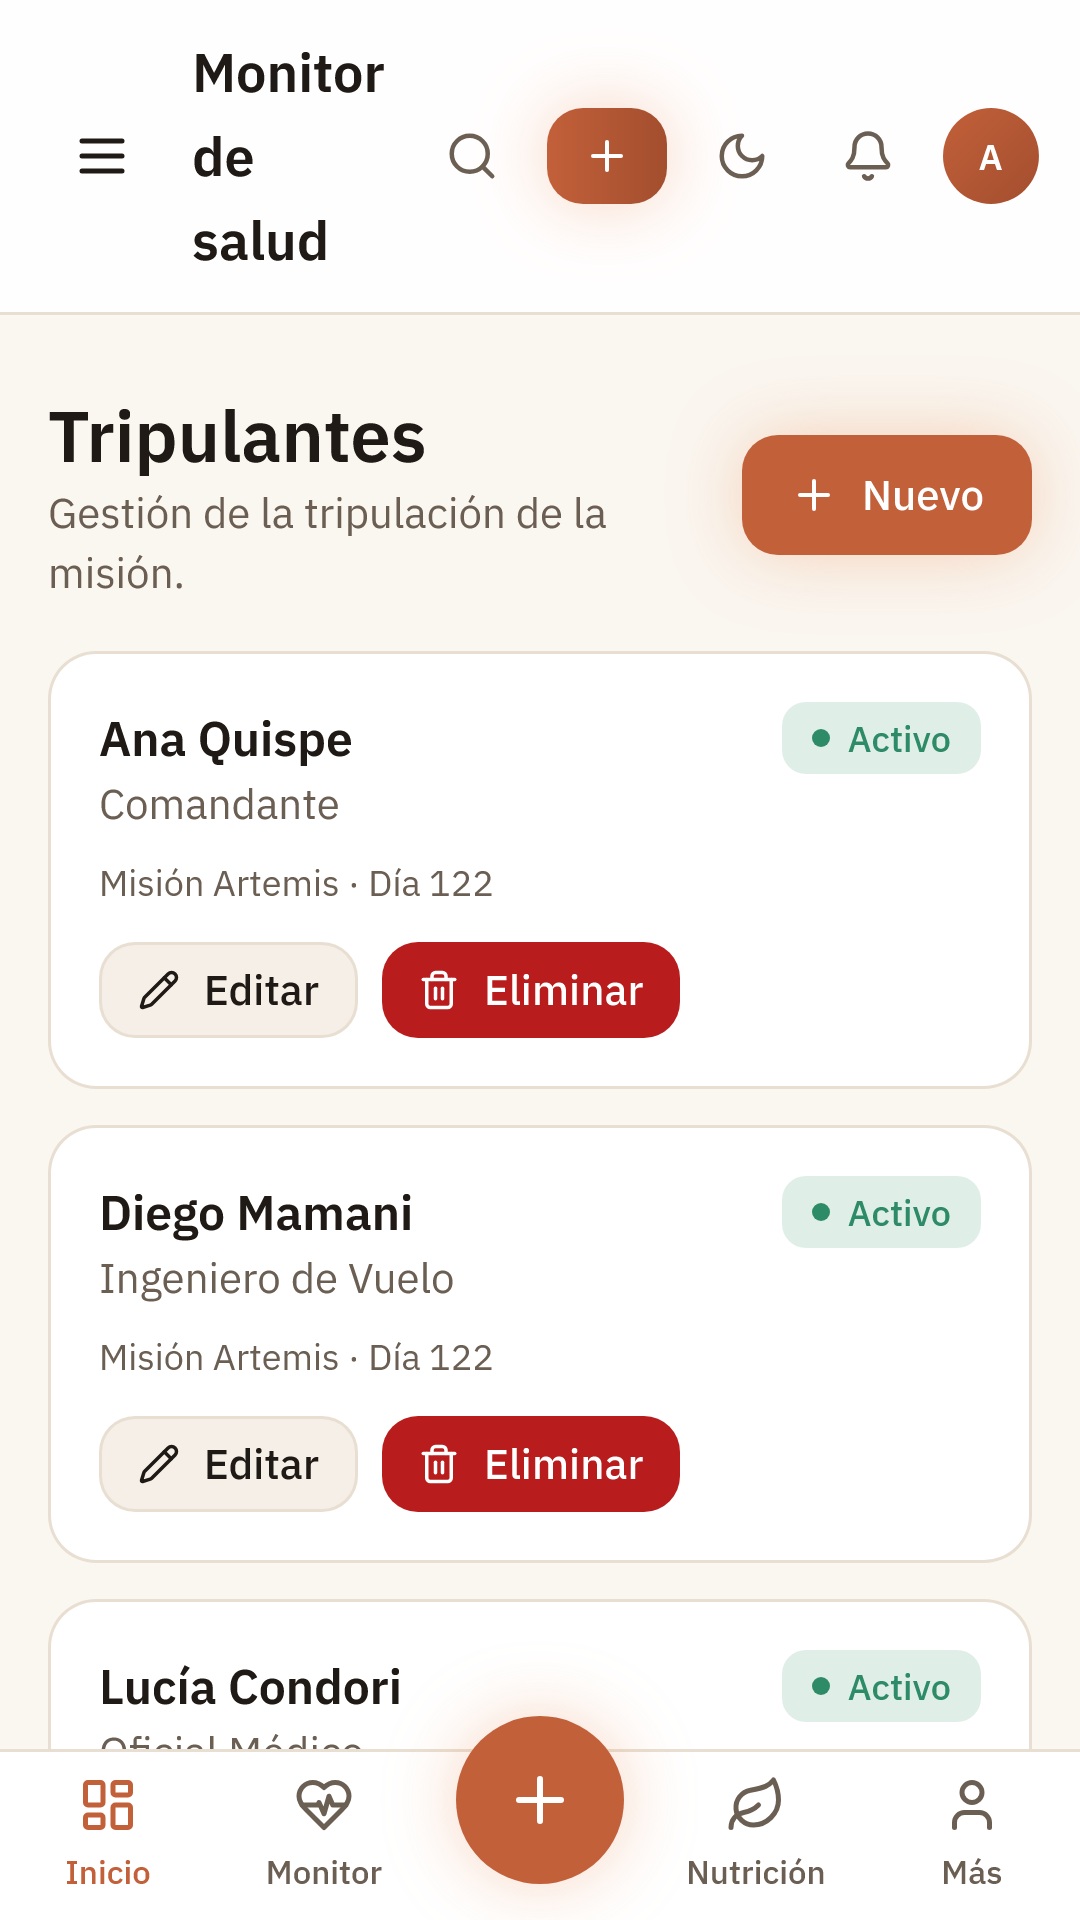 Monitor
de
salud
A
Tripulantes
Gestión de la tripulación de la
misión.
Nuevo
Ana Quispe
Activo
Comandante
Misión Artemis · Día 122
Editar
Eliminar
Diego Mamani
Activo
Ingeniero de Vuelo
Misión Artemis · Día 122
Editar
Eliminar
Lucía Condori
Activo
Oficial Médico
Inicio
Monitor
Nutrición
Más